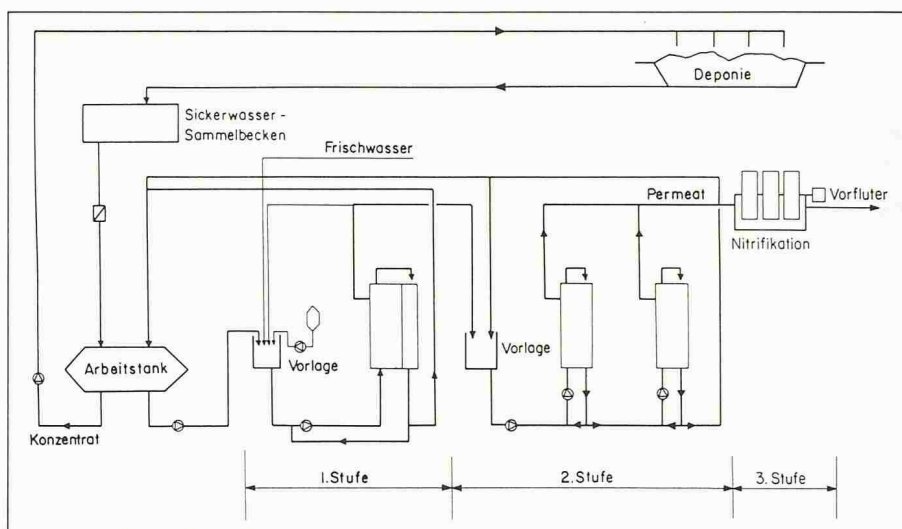 Deponie
Sickerwasser -
Sammelbecken
Frischwasser
Permeat
Vorfluter
Nitrifikation
Vorlage
Vorlage
Arbeitstank
Konzentrat
1. Stufe
2. Stufe
3. Stufe